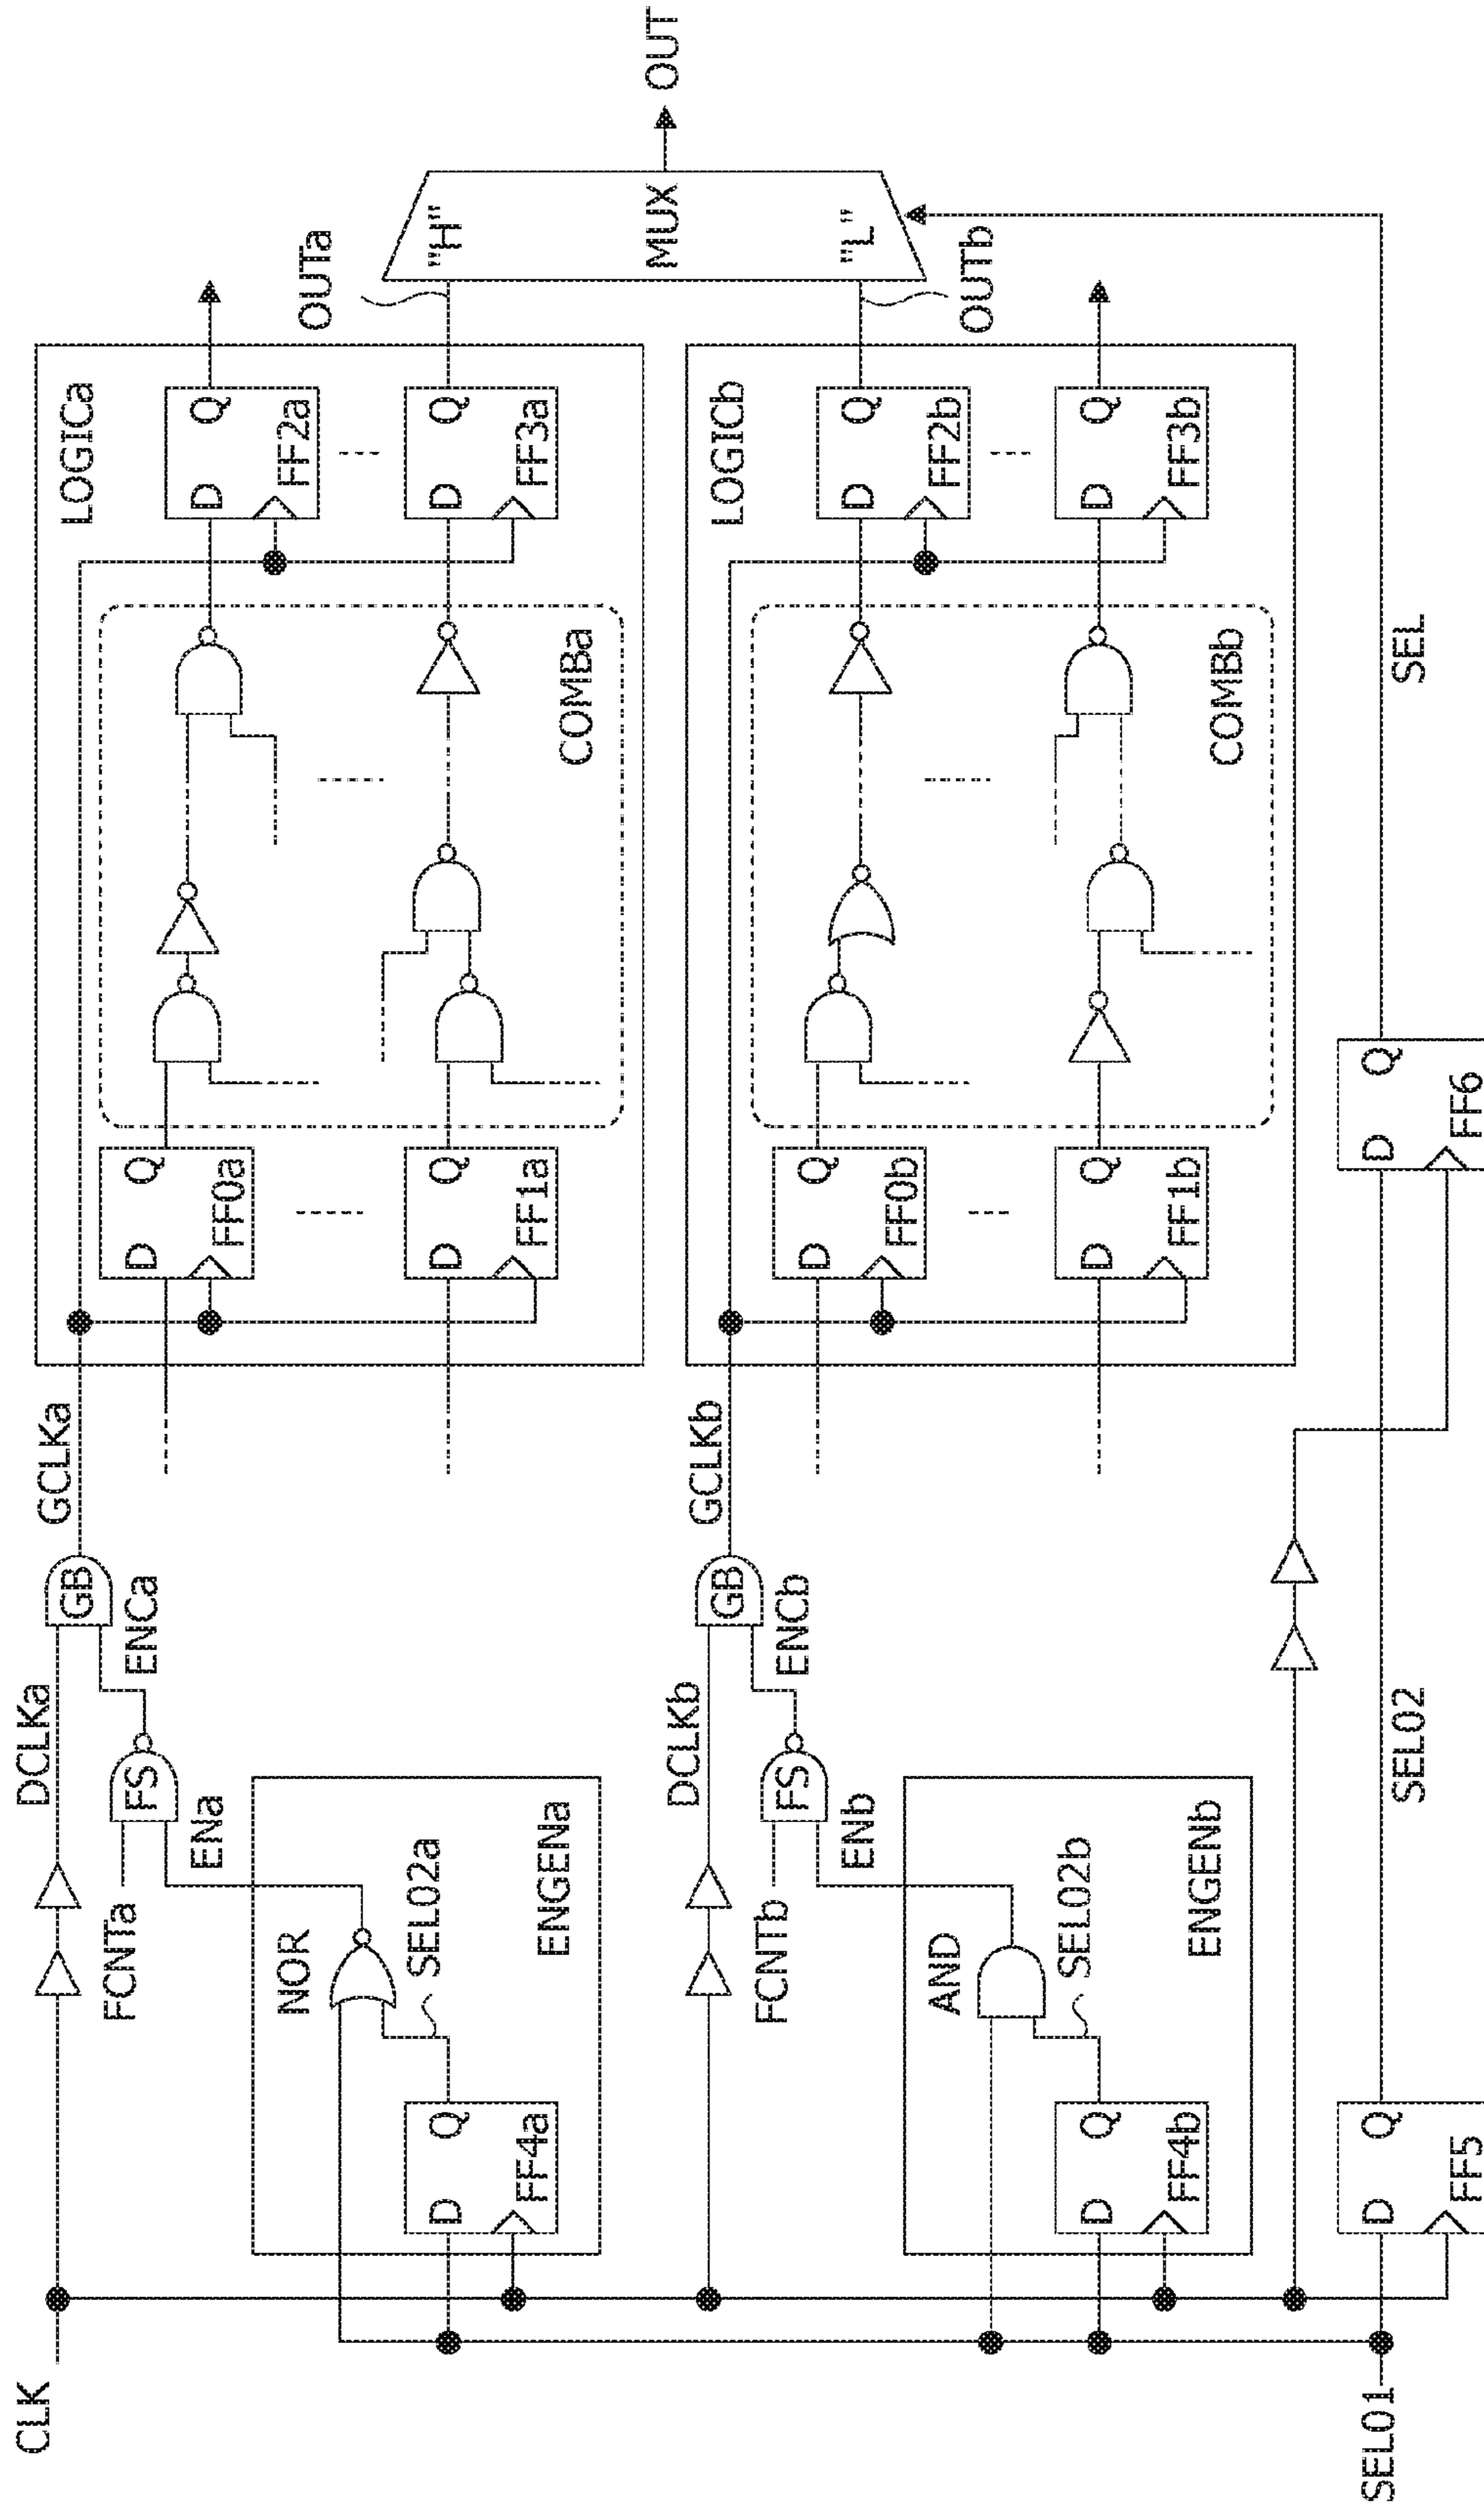 CLK
DCLKa
GB
GCLKa
FCNTa
FS
ENCa
ENa
NOR
SEL02a
D
Q
FF4a
ENGENa
LOGICa
D
Q
FF0a
D
Q
FF1a
COMBa
D
Q
FF2a
D
Q
FF3a
OUTa
"H"
MUX
"L"
OUT
OUTb
DCLKb
GB
GCLKb
FCNTb
FS
ENCb
ENb
AND
SEL02b
D
Q
FF4b
ENGENb
LOGICb
D
Q
FF0b
D
Q
FF1b
COMBb
D
Q
FF2b
D
Q
FF3b
SEL01
D
Q
FF5
SEL02
D
Q
FF6
SEL